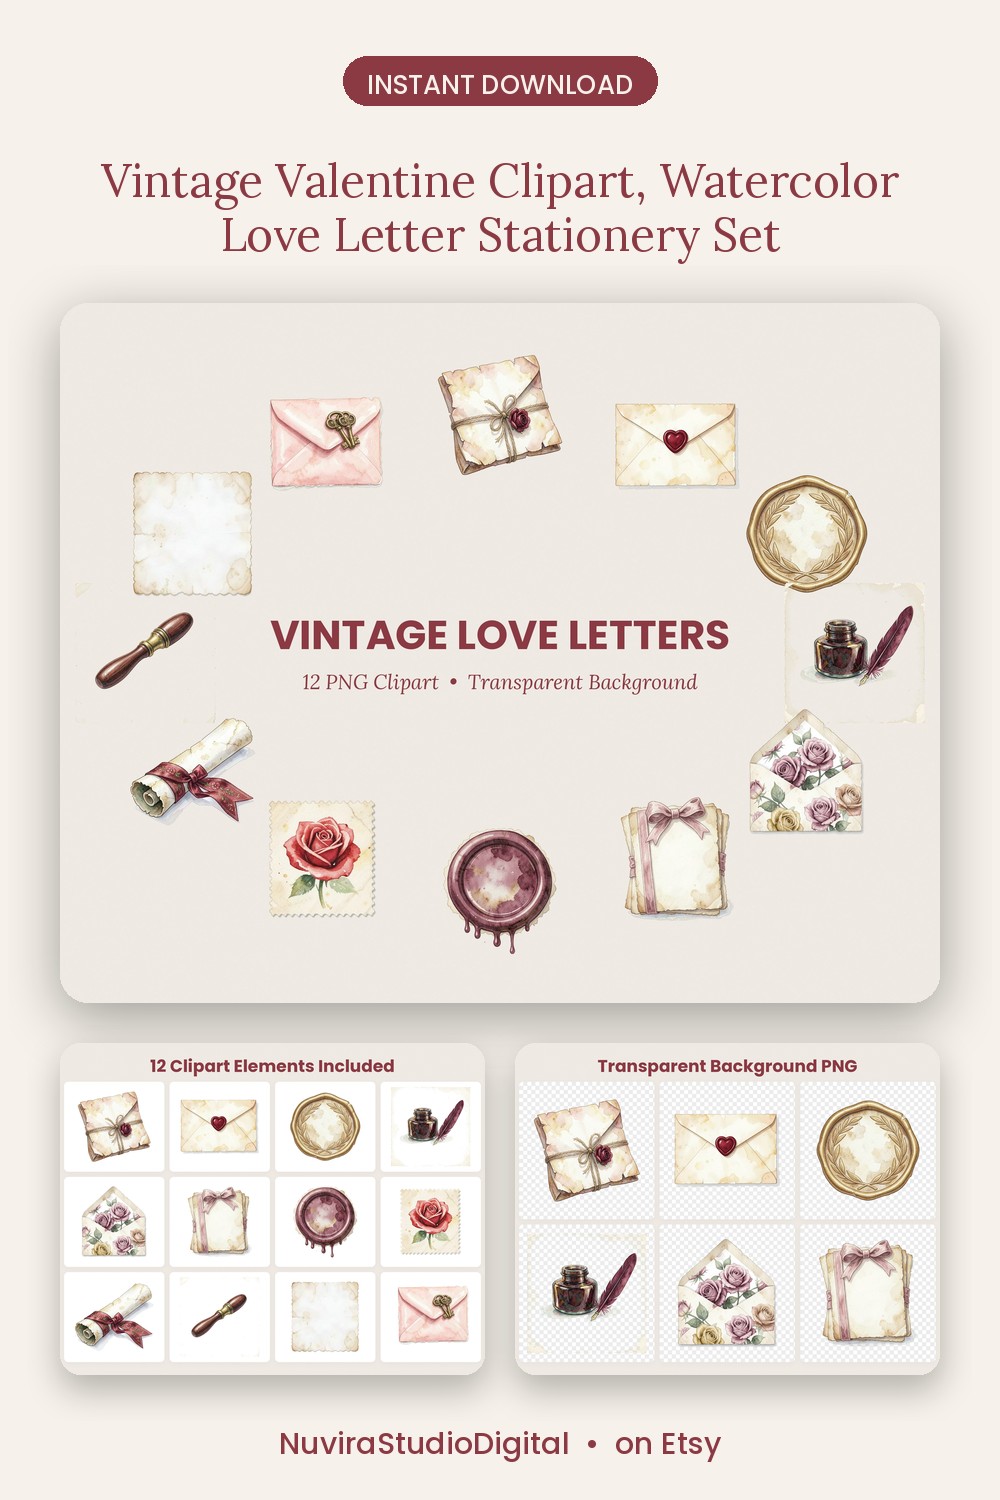 INSTANT DOWNLOAD
Vintage Valentine Clipart, Watercolor
Love Letter Stationery Set
VINTAGE LOVE LETTERS
12 PNG Clipart • Transparent Background
12 Clipart Elements Included
Transparent Background PNG
NuviraStudioDigital • on Etsy